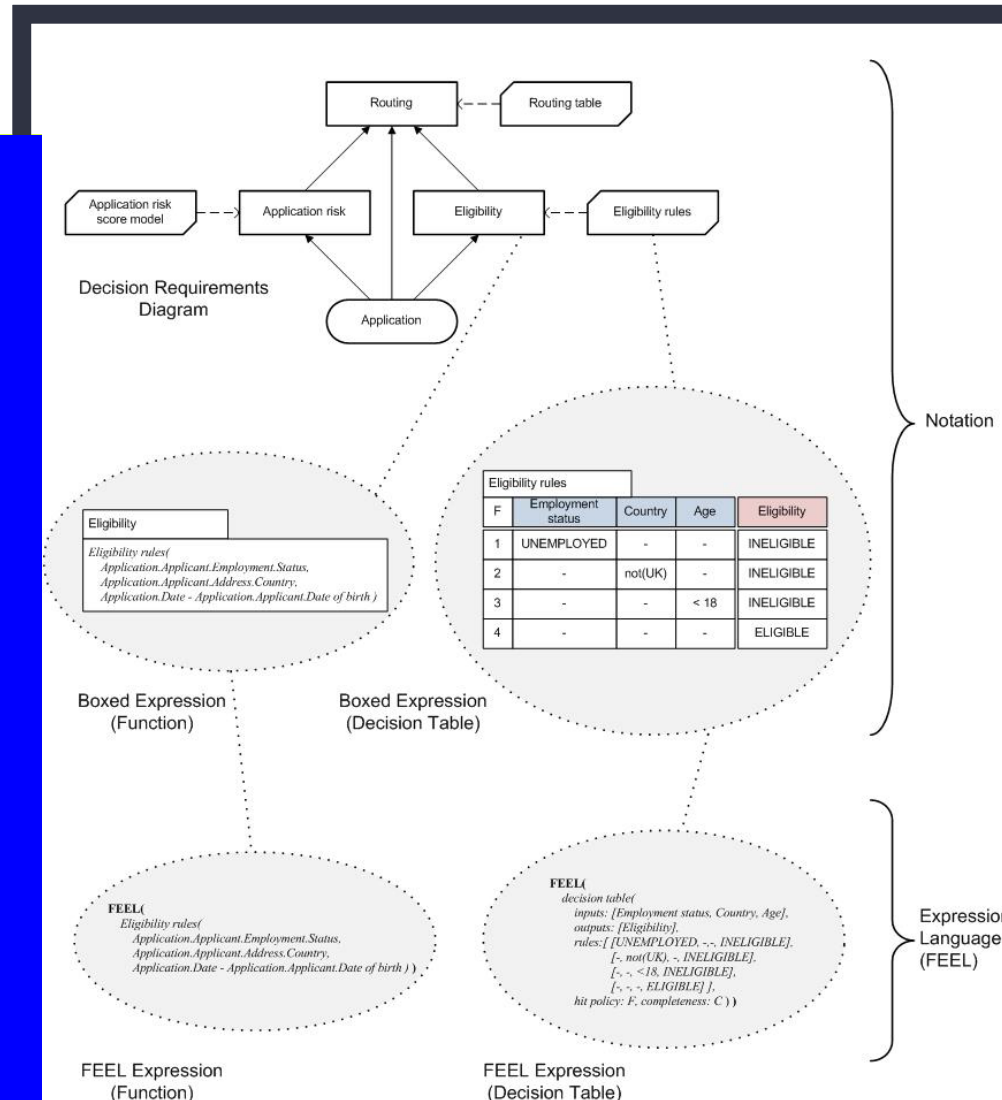 Routing
Routing table
Application risk
score model
Application risk
Eligibility
Eligibility rules
Decision Requirements
Diagram
Application
Notation
Eligibility
Eligibility rules(
Application.Applicant.Employment.Status,
Application.Applicant.Address.Country,
Application.Date - Application.Applicant.Date of birth )
Eligibility rules
F Employment status Country Age Eligibility
1 UNEMPLOYED - - INELIGIBLE
2 - not(UK) - INELIGIBLE
3 - - < 18 INELIGIBLE
4 - - - ELIGIBLE
Boxed Expression
(Function)
Boxed Expression
(Decision Table)
FEEL(
Eligibility rules(
Application.Applicant.Employment.Status,
Application.Applicant.Address.Country,
Application.Date - Application.Applicant.Date of birth ) )
FEEL(
decision table(
inputs: [Employment status, Country, Age],
outputs: [Eligibility].
rules:[ [UNEMPLOYED, -,-, INELIGIBLE].
[-, not(UK), -, INELIGIBLE].
[-, -, <18, INELIGIBLE],
[-, -, -, ELIGIBLE] ],
hit policy: F, completeness: C ) )
Expression
Language
(FEEL)
FEEL Expression
(Function)
FEEL Expression
(Decision Table)